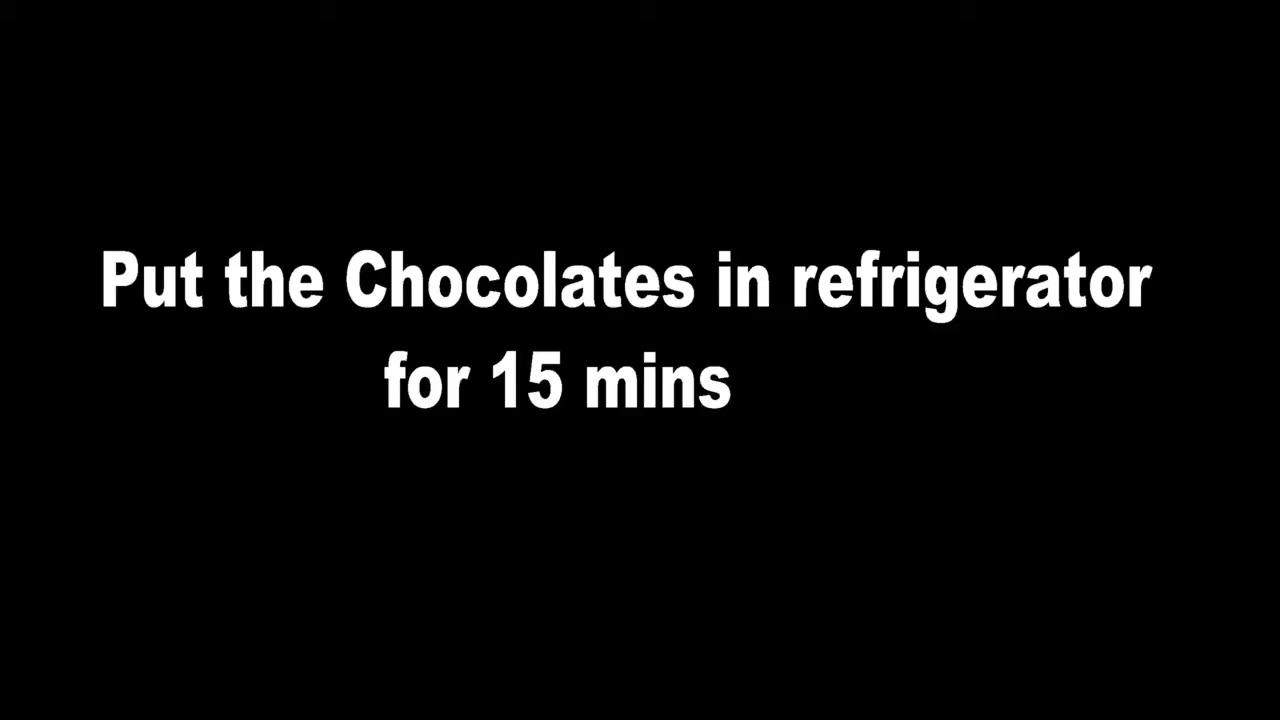 Put the Chocolates in refrigerator
for 15 mins